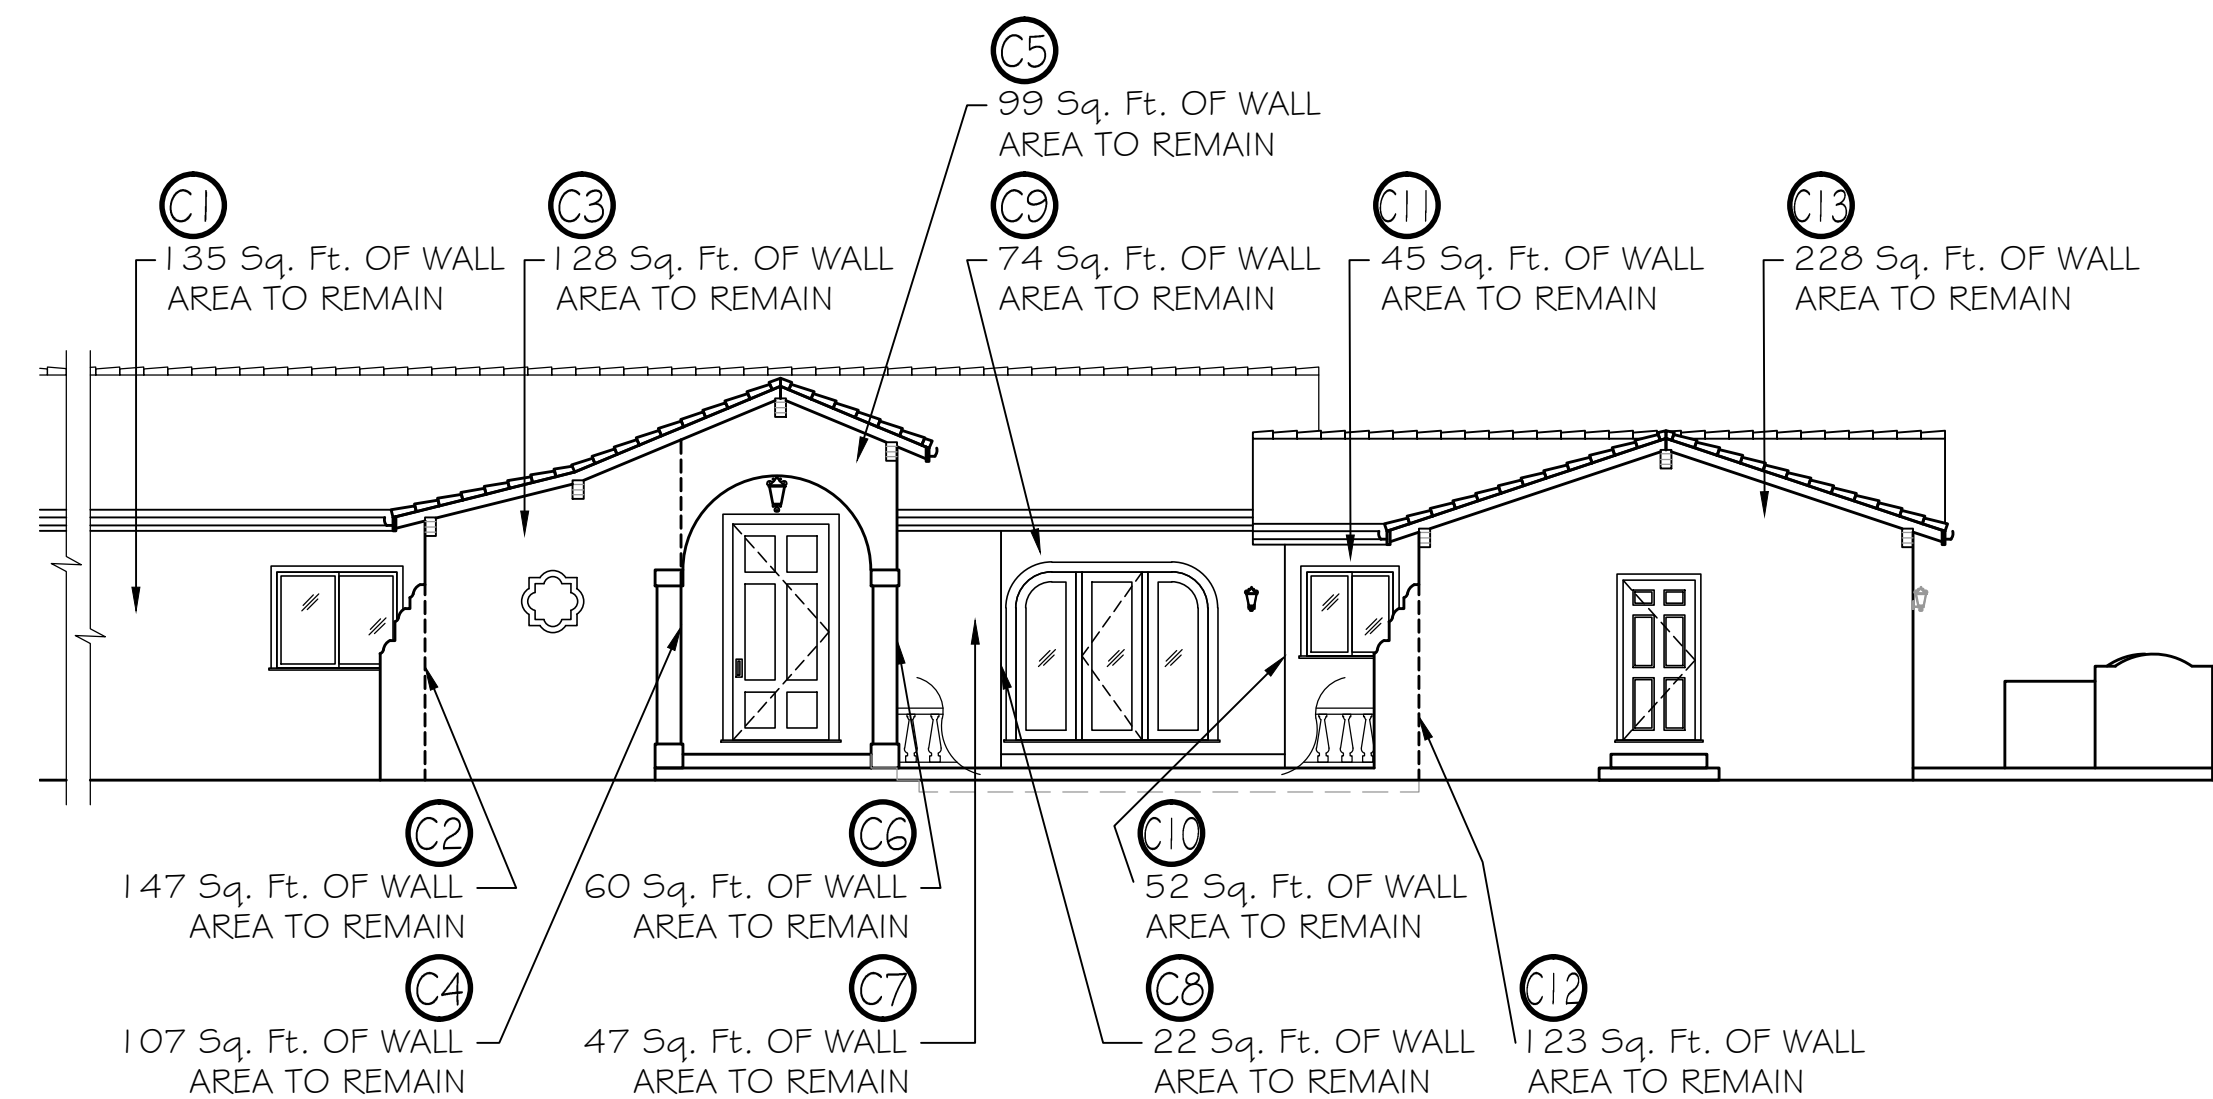 C5
99 Sq. Ft. OF WALL
AREA TO REMAIN
C1
135 Sq. Ft. OF WALL
AREA TO REMAIN
C3
128 Sq. Ft. OF WALL
AREA TO REMAIN
C9
74 Sq. Ft. OF WALL
AREA TO REMAIN
C11
45 Sq. Ft. OF WALL
AREA TO REMAIN
C13
228 Sq. Ft. OF WALL
AREA TO REMAIN
C2
147 Sq. Ft. OF WALL
AREA TO REMAIN
C6
60 Sq. Ft. OF WALL
AREA TO REMAIN
C10
52 Sq. Ft. OF WALL
AREA TO REMAIN
C4
107 Sq. Ft. OF WALL
AREA TO REMAIN
C7
47 Sq. Ft. OF WALL
AREA TO REMAIN
C8
22 Sq. Ft. OF WALL
AREA TO REMAIN
C12
123 Sq. Ft. OF WALL
AREA TO REMAIN